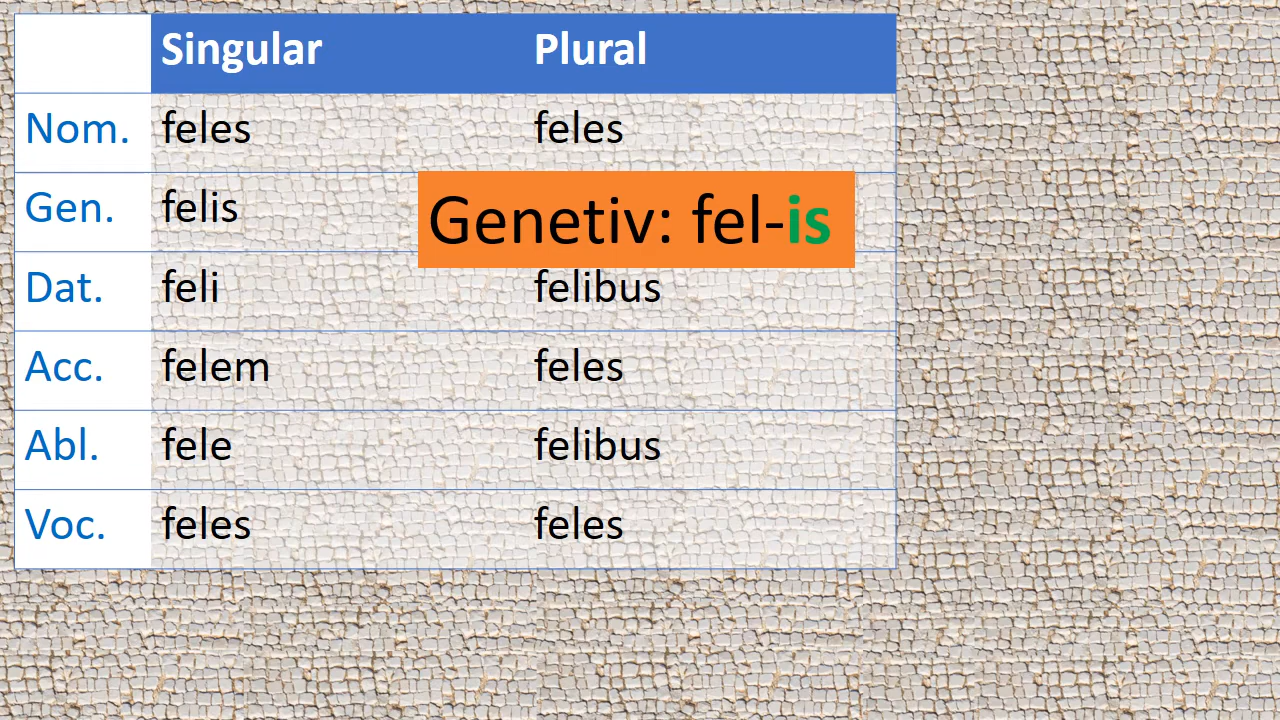 Singular Plural
Nom. feles feles
Gen. felis
Genetiv: fel-is
Dat. feli felibus
Acc. felem feles
Abl. fele felibus
Voc. feles feles